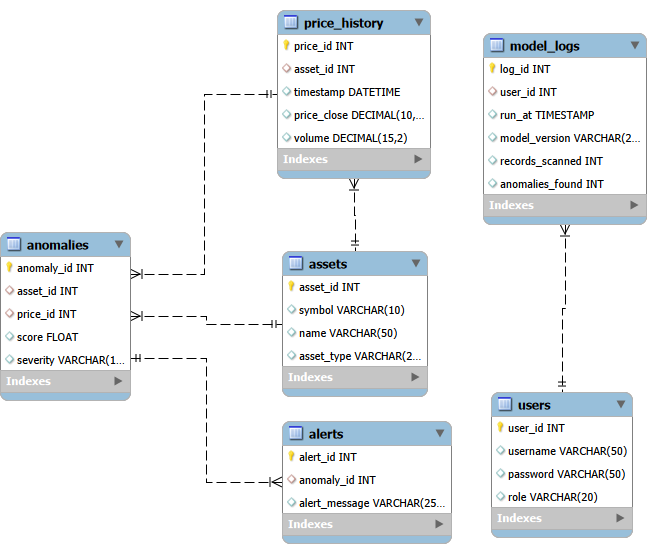 price_history
price_id INT
asset_id INT
timestamp DATETIME
price_close DECIMAL(10,...
volume DECIMAL(15,2)
Indexes
model_logs
log_id INT
user_id INT
run_at TIMESTAMP
model_version VARCHAR(2...
records_scanned INT
anomalies_found INT
Indexes
anomalies
anomaly_id INT
asset_id INT
price_id INT
score FLOAT
severity VARCHAR(1...
Indexes
assets
asset_id INT
symbol VARCHAR(10)
name VARCHAR(50)
asset_type VARCHAR(2...
Indexes
users
user_id INT
username VARCHAR(50)
password VARCHAR(50)
role VARCHAR(20)
Indexes
alerts
alert_id INT
anomaly_id INT
alert_message VARCHAR(25...
Indexes